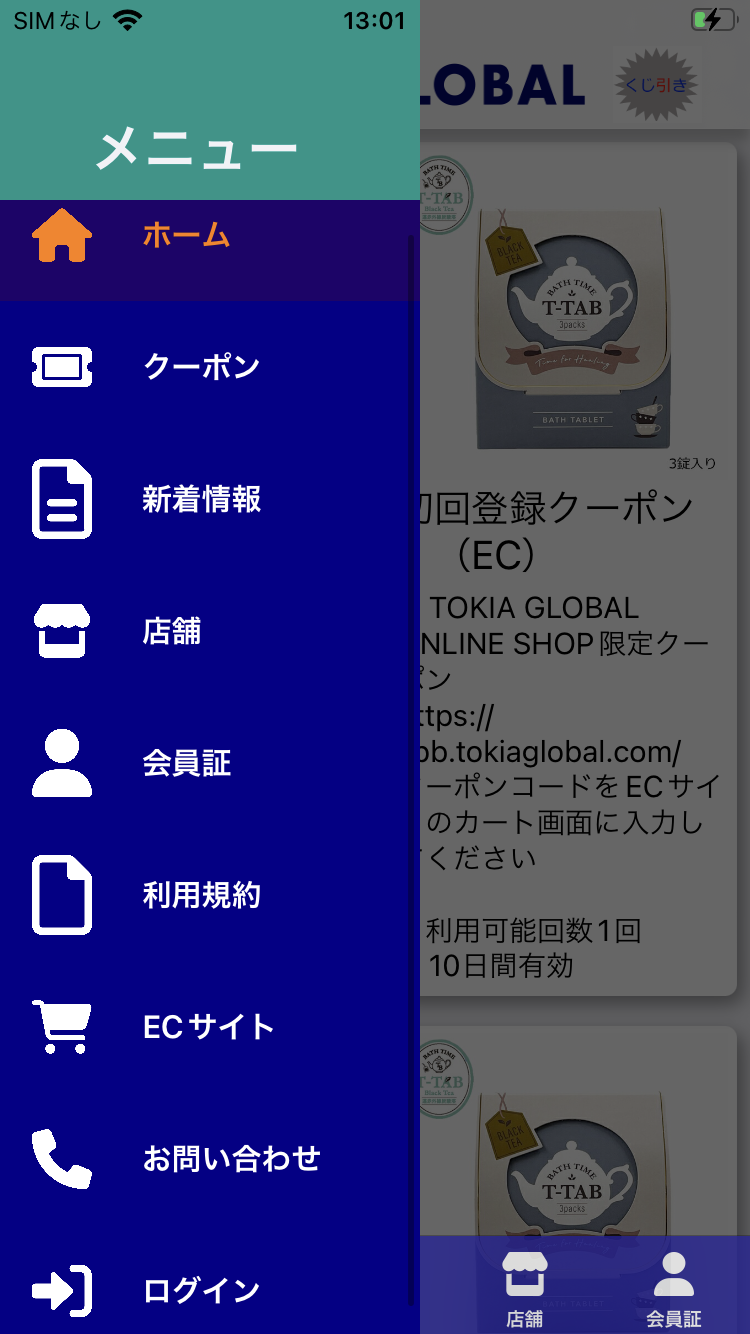 SIMなし
13:01
メニュー
ホーム
クーポン
新着情報
店舗
会員証
利用規約
ECサイト
お問い合わせ
ログイン
LOBAL
くじ引き
BATH TIME
T-TAB
Black Tea
BLACK
TEA
BATH TIME
T-TAB
3packs
Time for Healing
BATH TABLET
3錠入り
初回登録クーポン
（EC）
TOKIA GLOBAL
NLINE SHOP限定クー
ポン
ttps://
pb.tokiaglobal.com/
ーポンコードをECサイ
のカート画面に入力し
てください
利用可能回数1回
10日間有効
BATH TIME
T-TAB
Black Tea
BLACK
TEA
BATH TIME
T-TAB
3packs
店舗
会員証